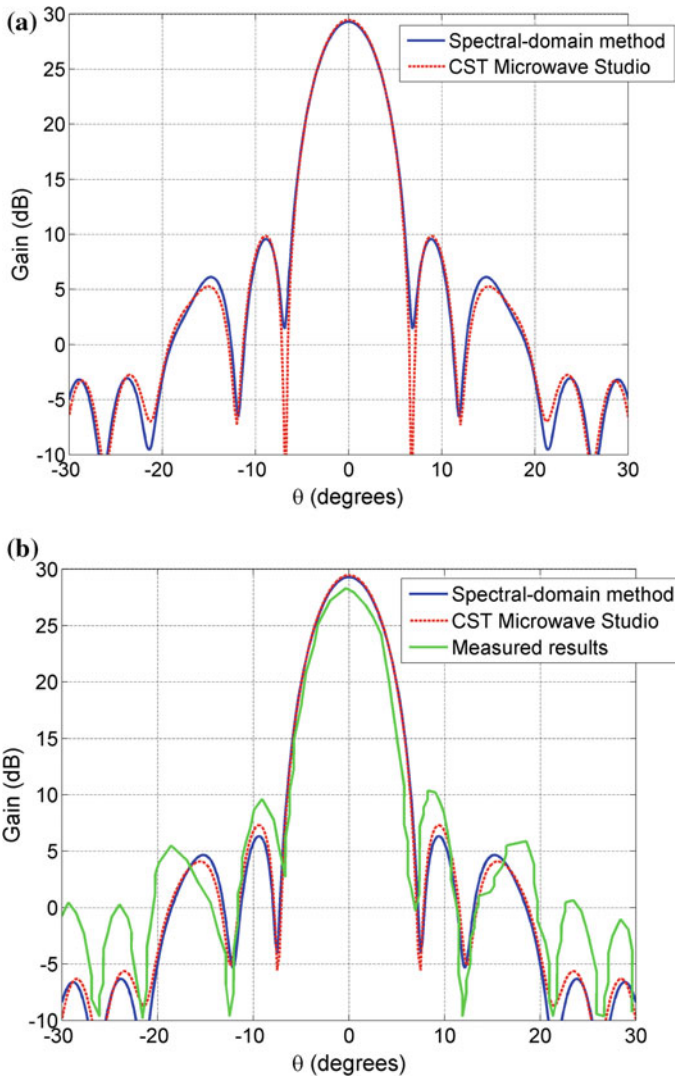 (a)
30
25
20
15
10
5
0
-5
-10
Gain (dB)
Spectral-domain method
CST Microwave Studio
-30 -20 -10 0 10 20 30
θ (degrees)
(b)
30
25
20
15
10
5
0
-5
-10
Gain (dB)
Spectral-domain method
CST Microwave Studio
Measured results
-30 -20 -10 0 10 20 30
θ (degrees)